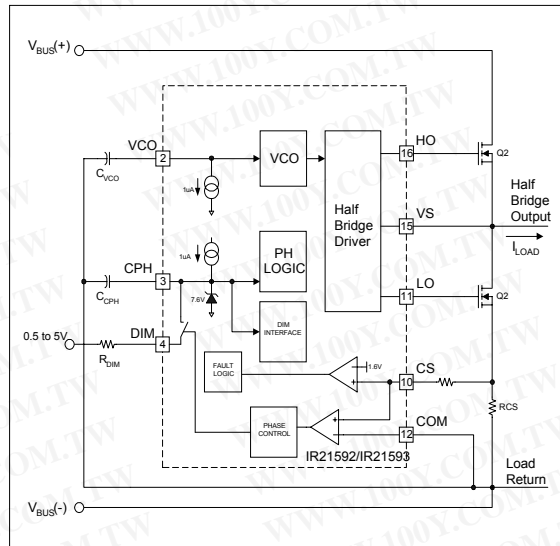 VBUS(+)
VCO
2
CVCO
1uA
VCO
HO
16
Q2
Half
Bridge
Output
Half
Bridge
Driver
VS
15
ILOAD
1uA
CPH
3
PH
LOGIC
CCPH
7.6V
LO
11
Q2
0.5 to 5V
DIM
4
RDIM
DIM
INTERFACE
FAULT
LOGIC
1.6V
+
CS
10
RCS
PHASE
CONTROL
+
COM
12
IR21592/IR21593
Load
Return
VBUS(-)
WWW.100Y.COM.TW